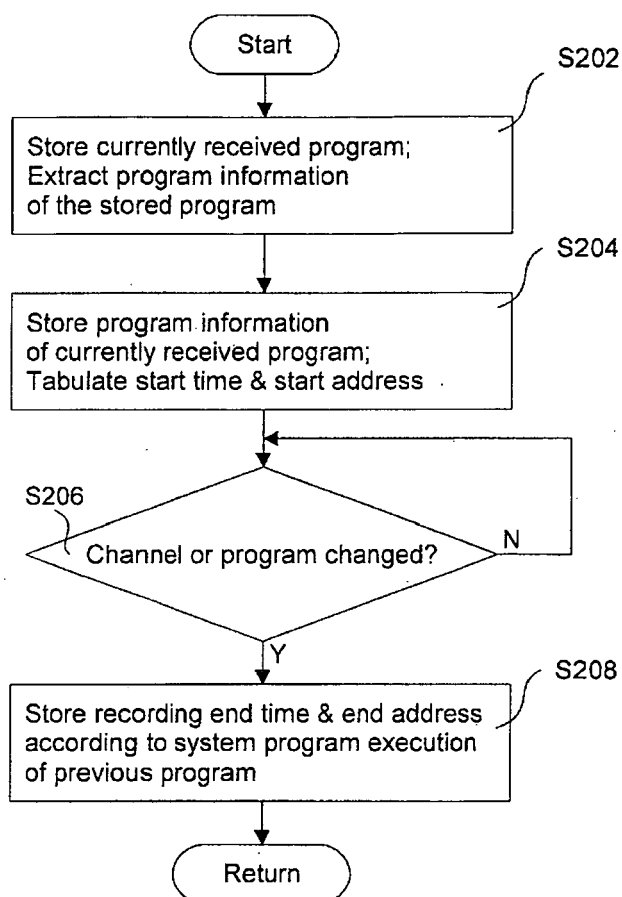 Start
S202
Store currently received program;
Extract program information
of the stored program
S204
Store program information
of currently received program;
Tabulate start time & start address
S206
Channel or program changed?
N
Y
S208
Store recording end time & end address
according to system program execution
of previous program
Return